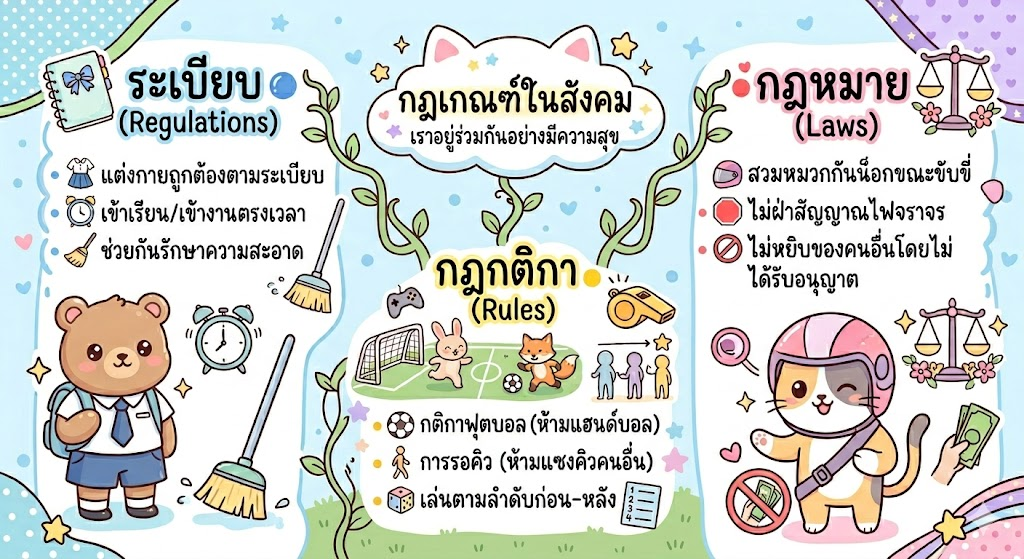 กฎเกณฑ์ในสังคม
เราอยู่ร่วมกันอย่างมีความสุข
ระเบียบ
(Regulations)
แต่งกายถูกต้องตามระเบียบ
เข้าเรียน/เข้างานตรงเวลา
ช่วยกันรักษาความสะอาด
กฎกติกา
(Rules)
กติกาฟุตบอล (ห้ามแฮนด์บอล)
การรอคิว (ห้ามแซงคิวคนอื่น)
เล่นตามลำดับก่อน-หลัง
1
2
3
4
กฎหมาย
(Laws)
สวมหมวกกันน็อกขณะขับขี่
ไม่ฝ่าสัญญาณไฟจราจร
ไม่หยิบของคนอื่นโดยไม่
ได้รับอนุญาต